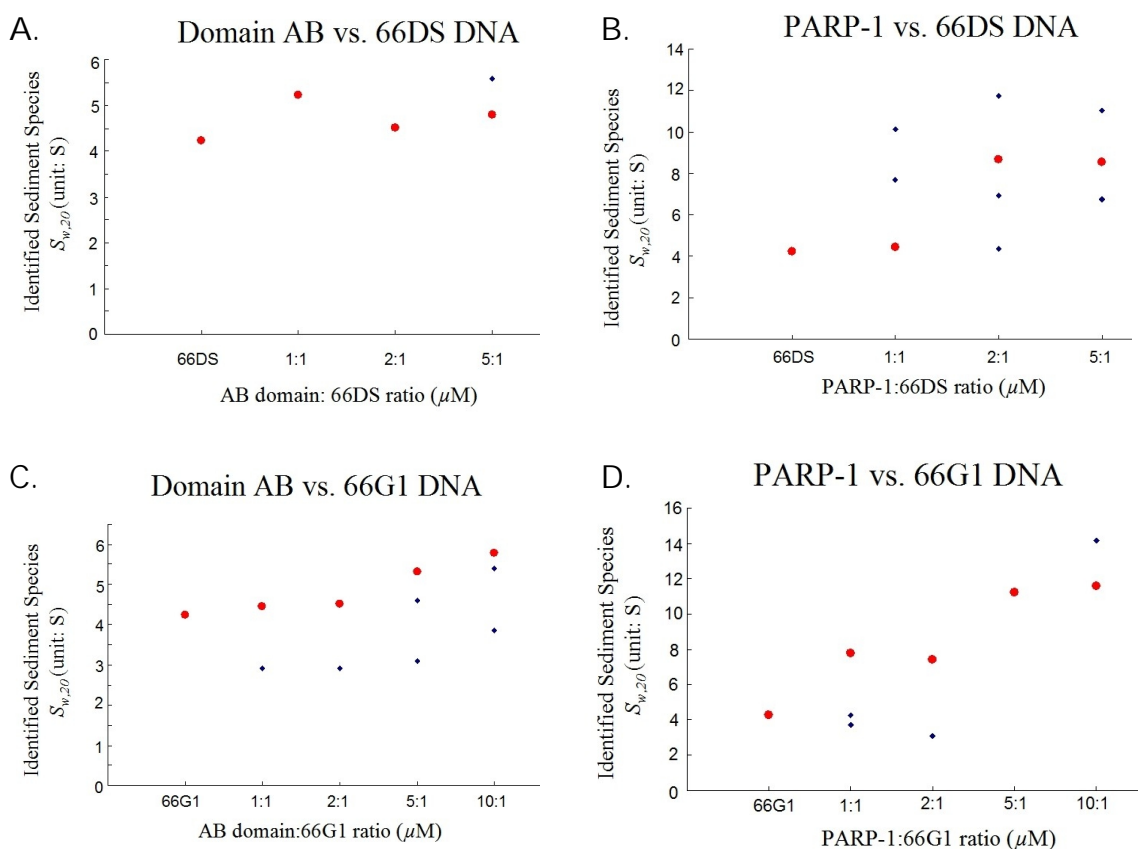 A.
Domain AB vs. 66DS DNA
Identified Sediment Species
S_{w,20} (unit: S)
6
5
4
3
2
1
0
66DS 1:1 2:1 5:1
AB domain: 66DS ratio (µM)
B.
PARP-1 vs. 66DS DNA
Identified Sediment Species
S_{w,20} (unit: S)
14
12
10
8
6
4
2
0
66DS 1:1 2:1 5:1
PARP-1:66DS ratio (µM)
C.
Domain AB vs. 66G1 DNA
Identified Sediment Species
S_{w,20} (unit: S)
6
5
4
3
2
1
0
66G1 1:1 2:1 5:1 10:1
AB domain:66G1 ratio (µM)
D.
PARP-1 vs. 66G1 DNA
Identified Sediment Species
S_{w,20} (unit: S)
16
14
12
10
8
6
4
2
0
66G1 1:1 2:1 5:1 10:1
PARP-1:66G1 ratio (µM)